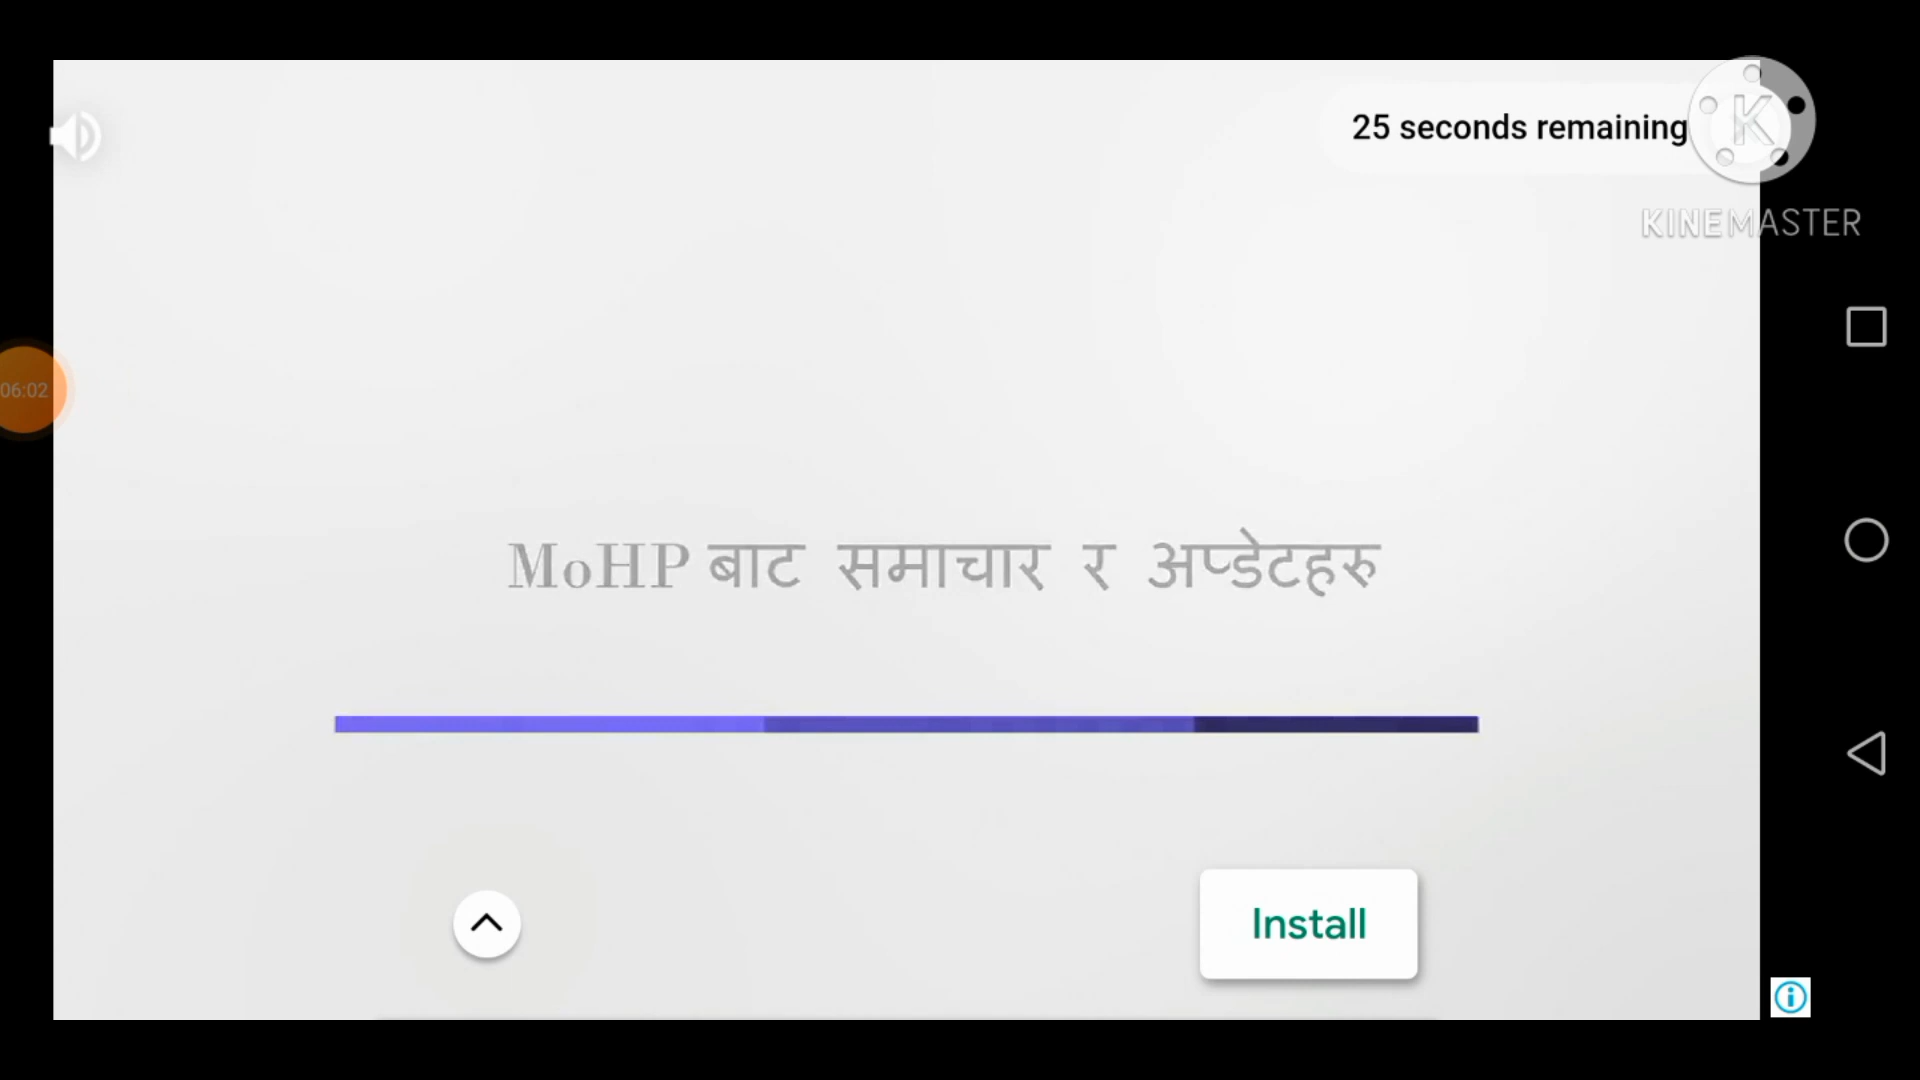 25 seconds remaining
K
KINEMASTER
06:02
MoHP बाट समाचार र अप्डेटहरु
Install